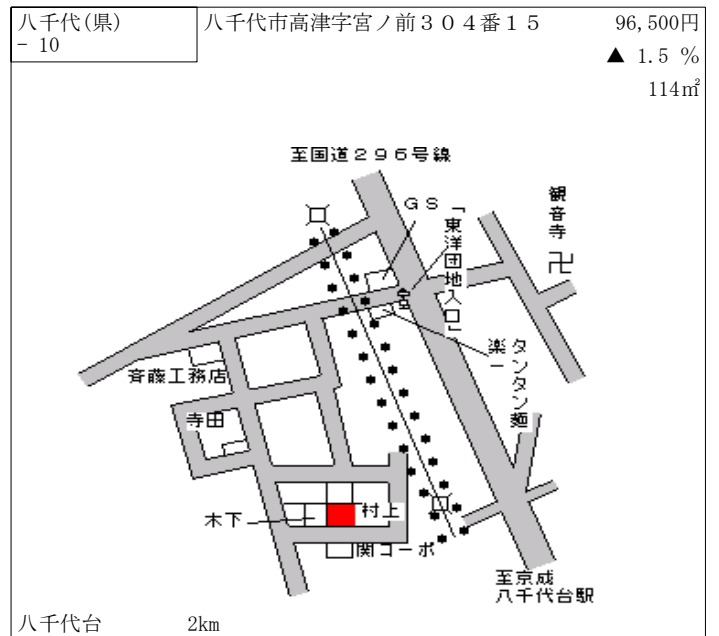 八千代(県)
－10
八千代市高津字宮ノ前３０４番１５
96,500円
▲ 1.5 %
114㎡
至国道２９６号線
ＧＳ
「東洋団地入口」
観音寺
卍
楽一
タンタン麺
斉藤工務店
寺田
木下
村上
関コーポ
至京成
八千代台駅
八千代台 2km